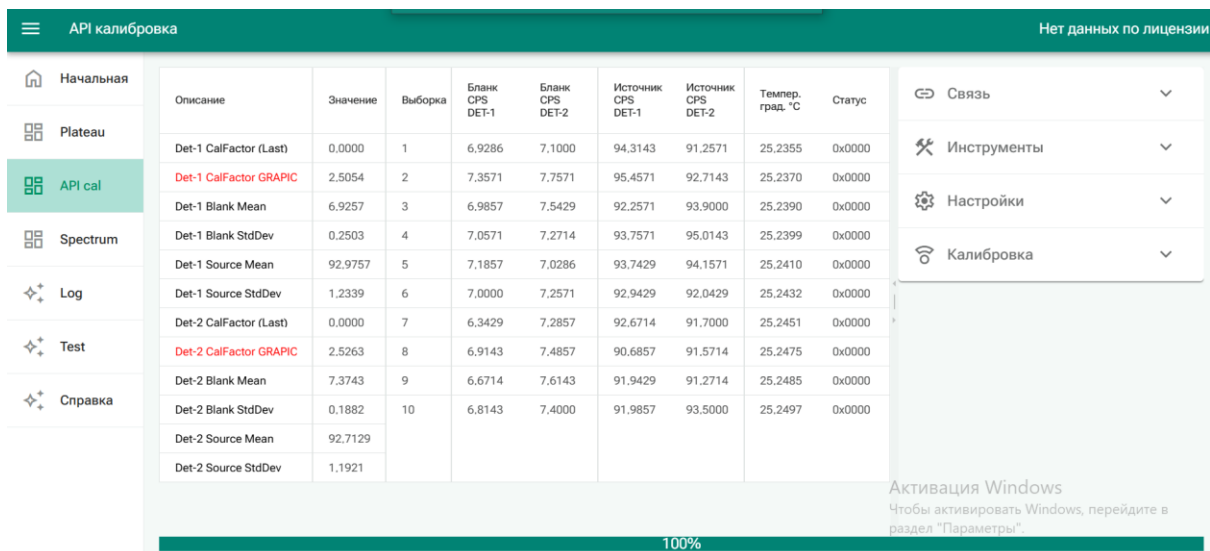 API калибровка
Нет данных по лицензии
Начальная
Plateau
API cal
Spectrum
Log
Test
Справка
Описание Значение Выборка Бланк CPS DET-1 Бланк CPS DET-2 Источник CPS DET-1 Источник CPS DET-2 Темпер. град. °C Статус
Det-1 CalFactor (Last) 0,0000 1 6,9286 7,1000 94,3143 91,2571 25,2355 0x0000
Det-1 CalFactor GRAPIC 2,5054 2 7,3571 7,7571 95,4571 92,7143 25,2370 0x0000
Det-1 Blank Mean 6,9257 3 6,9857 7,5429 92,2571 93,9000 25,2390 0x0000
Det-1 Blank StdDev 0,2503 4 7,0571 7,2714 93,7571 95,0143 25,2399 0x0000
Det-1 Source Mean 92,9757 5 7,1857 7,0286 93,7429 94,1571 25,2410 0x0000
Det-1 Source StdDev 1,2339 6 7,0000 7,2571 92,9429 92,0429 25,2432 0x0000
Det-2 CalFactor (Last) 0,0000 7 6,3429 7,2857 92,6714 91,7000 25,2451 0x0000
Det-2 CalFactor GRAPIC 2,5263 8 6,9143 7,4857 90,6857 91,5714 25,2475 0x0000
Det-2 Blank Mean 7,3743 9 6,6714 7,6143 91,9429 91,2714 25,2485 0x0000
Det-2 Blank StdDev 0,1882 10 6,8143 7,4000 91,9857 93,5000 25,2497 0x0000
Det-2 Source Mean 92,7129
Det-2 Source StdDev 1,1921
Связь
Инструменты
Настройки
Калибровка
Активация Windows
Чтобы активировать Windows, перейдите в
раздел "Параметры".
100%